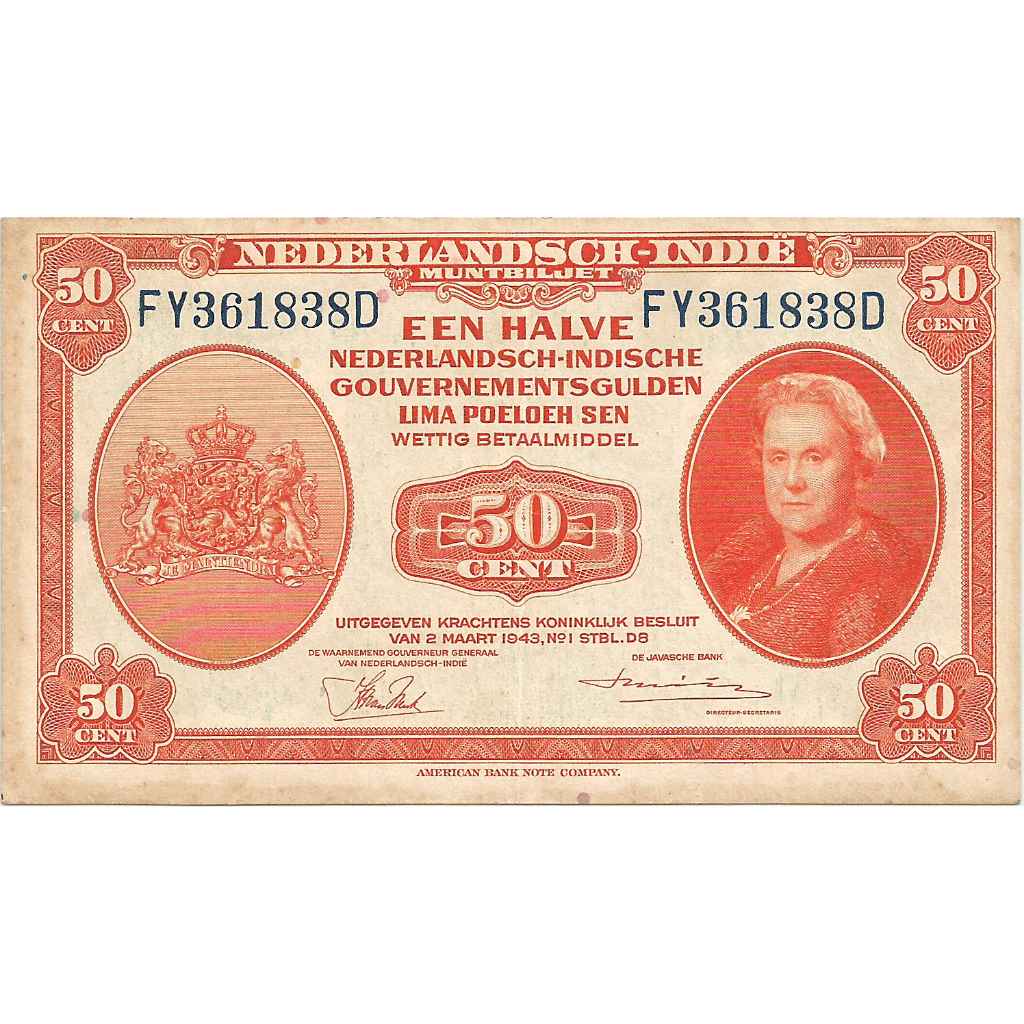 NEDERLANDSCH-INDIË
MUNTBILJET
50 CENT
50 CENT
FY361838D
FY361838D
EEN HALVE
NEDERLANDSCH-INDISCHE
GOUVERNEMENTSGULDEN
LIMA POELOEH SEN
WETTIG BETAALMIDDEL
50
CENT
JE MAINTIENDRAI
UITGEGEVEN KRACHTENS KONINKLIJK BESLUIT
VAN 2 MAART 1943, No I STBL. D8
DE WAARNEMEND GOUVERNEUR GENERAAL
VAN NEDERLANDSCH-INDIË
DE JAVASCHE BANK
DIRECTEUR-SECRETARIS
50 CENT
50 CENT
AMERICAN BANK NOTE COMPANY.